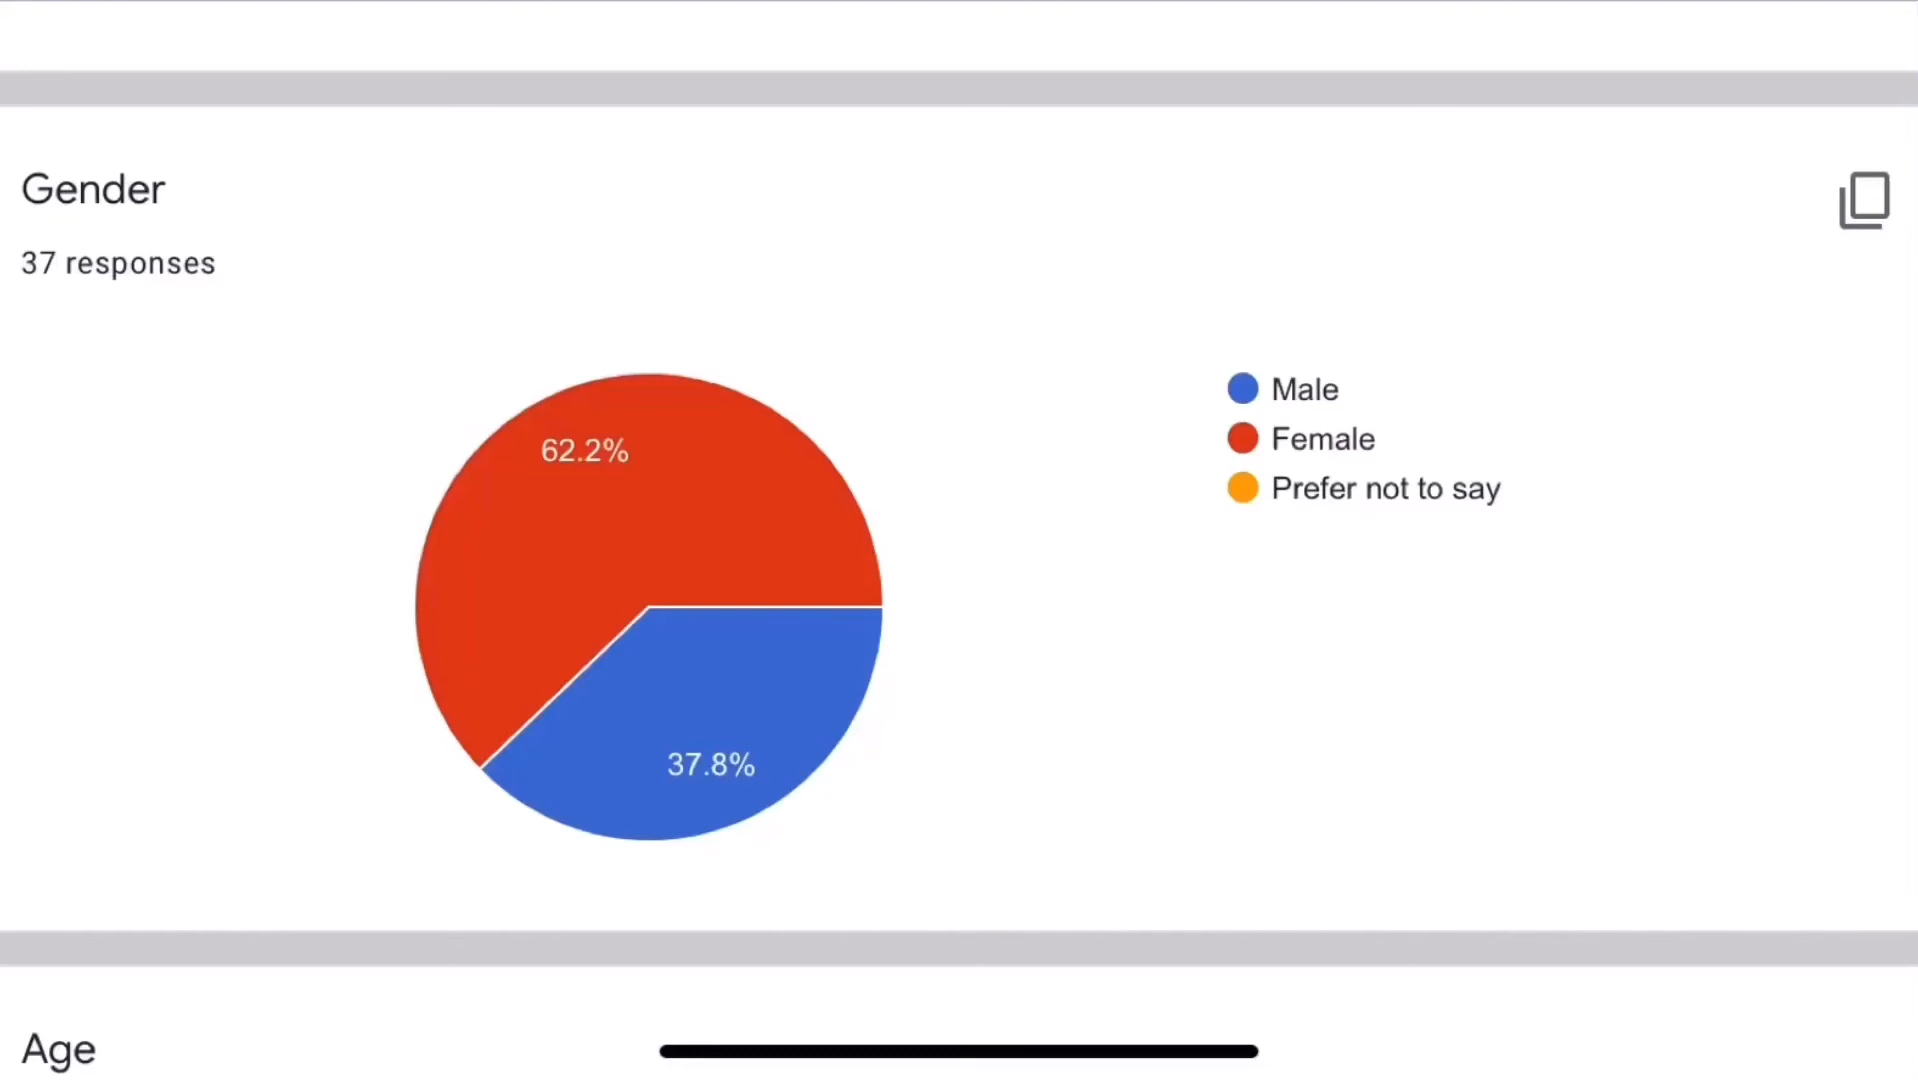 Gender
37 responses
62.2%
37.8%
Male
Female
Prefer not to say
Age